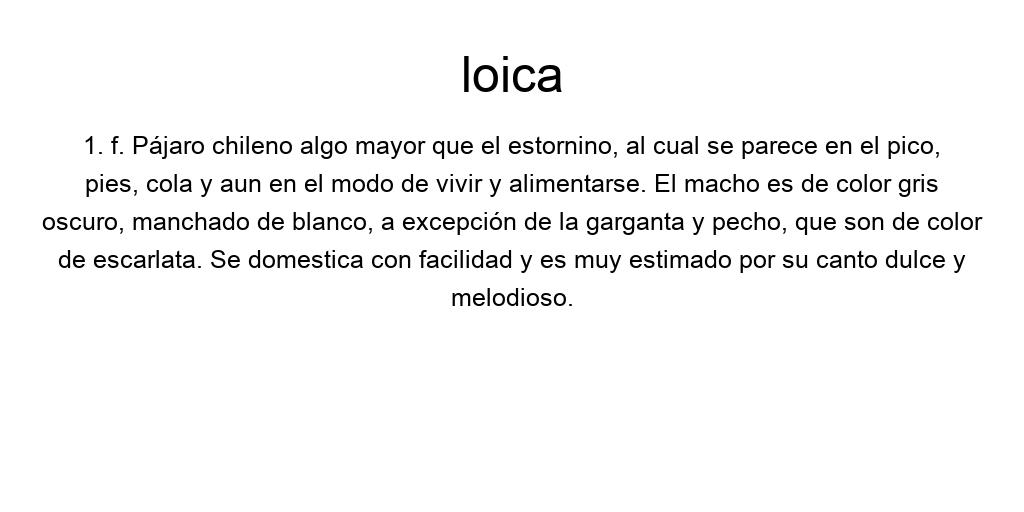 loica
1. f. Pájaro chileno algo mayor que el estornino, al cual se parece en el pico,
pies, cola y aun en el modo de vivir y alimentarse. El macho es de color gris
oscuro, manchado de blanco, a excepción de la garganta y pecho, que son de color
de escarlata. Se domestica con facilidad y es muy estimado por su canto dulce y
melodioso.